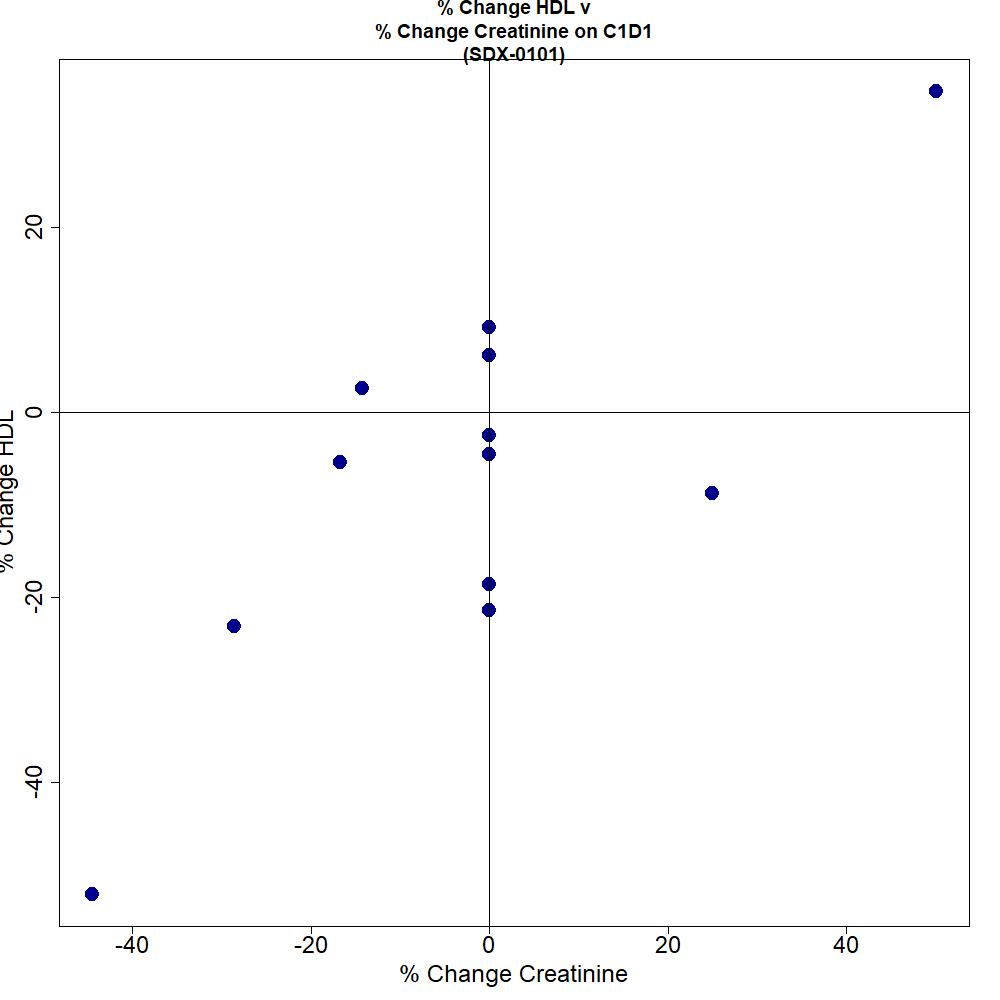 % Change HDL v
% Change Creatinine on C1D1
(SDX-0101)
20
0
-20
-40
% Change HDL
-40
-20
0
20
40
% Change Creatinine